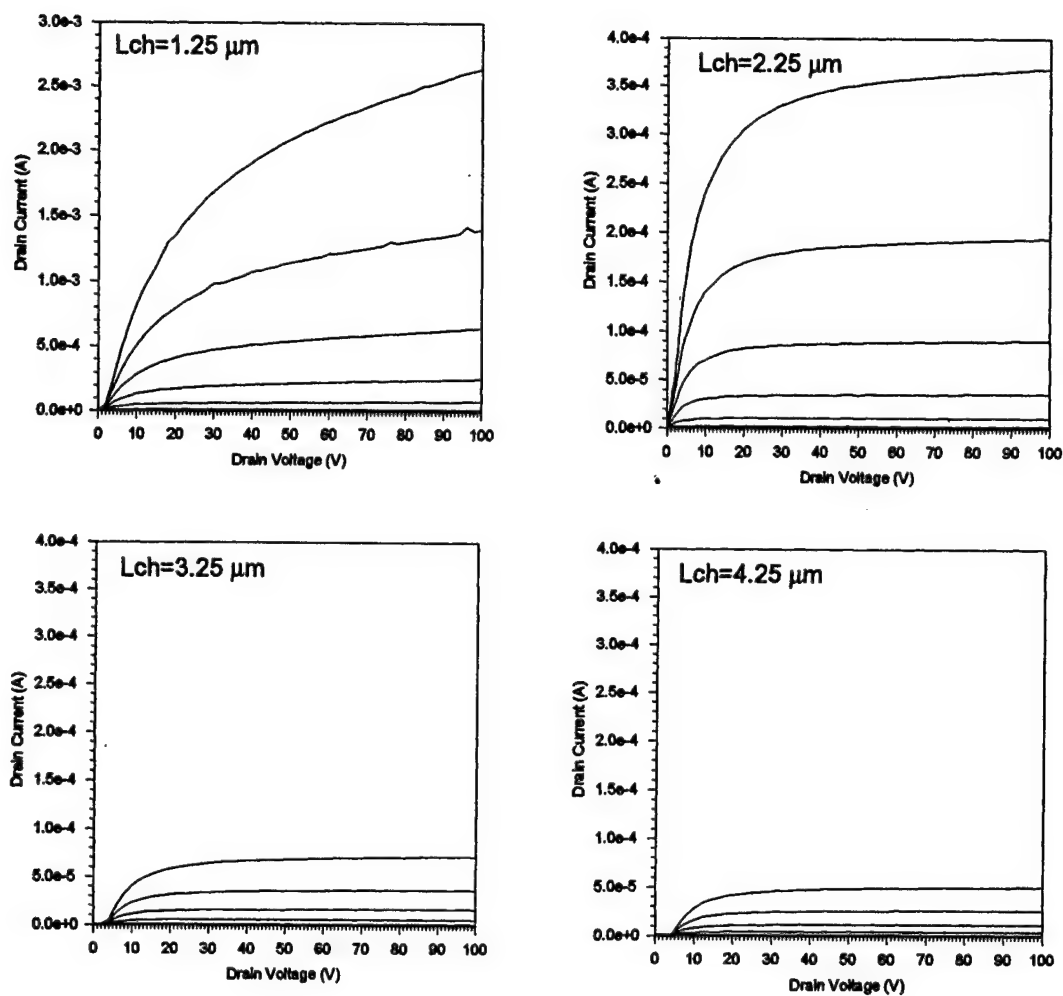 Lch=1.25 μm
3.0e-3
2.5e-3
2.0e-3
1.5e-3
1.0e-3
5.0e-4
0.0e+0
Drain Current (A)
0 10 20 30 40 50 60 70 80 90 100
Drain Voltage (V)
Lch=2.25 μm
4.0e-4
3.5e-4
3.0e-4
2.5e-4
2.0e-4
1.5e-4
1.0e-4
5.0e-5
0.0e+0
Drain Current (A)
0 10 20 30 40 50 60 70 80 90 100
Drain Voltage (V)
Lch=3.25 μm
4.0e-4
3.5e-4
3.0e-4
2.5e-4
2.0e-4
1.5e-4
1.0e-4
5.0e-5
0.0e+0
Drain Current (A)
0 10 20 30 40 50 60 70 80 90 100
Drain Voltage (V)
Lch=4.25 μm
4.0e-4
3.5e-4
3.0e-4
2.5e-4
2.0e-4
1.5e-4
1.0e-4
5.0e-5
0.0e+0
Drain Current (A)
0 10 20 30 40 50 60 70 80 90 100
Drain Voltage (V)